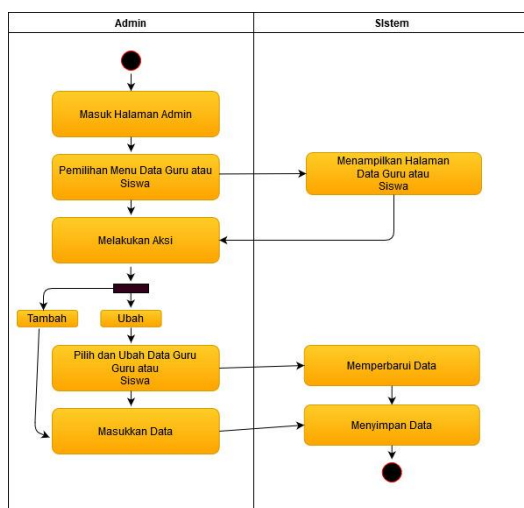 Admin
SIstem
Masuk Halaman Admin
Pemilihan Menu Data Guru atau
Siswa
Menampilkan Halaman
Data Guru atau
Siswa
Melakukan Aksi
Tambah
Ubah
Pilih dan Ubah Data Guru
Guru atau
Siswa
Memperbarui Data
Masukkan Data
Menyimpan Data